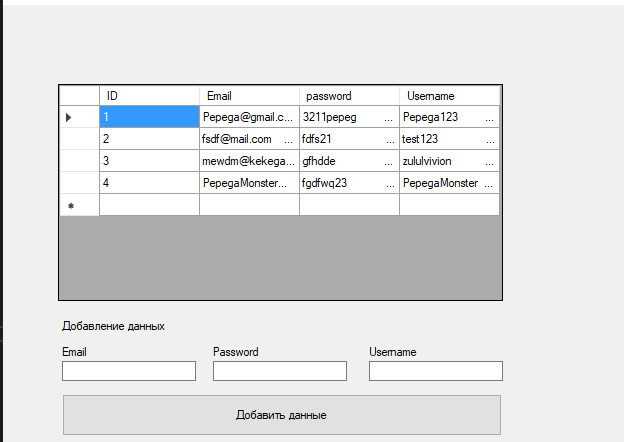 ID Email password Username
1 Pepega@gmail.c... 3211pepeg ... Pepega123 ...
2 fsdf@mail.com ... fdfs21 ... test123 ...
3 mewdm@kekega... gfhdde ... zululvivion ...
4 PepegaMonster... fgdfwq23 ... PepegaMonster ...
Добавление данных
Email Password Username
Добавить данные